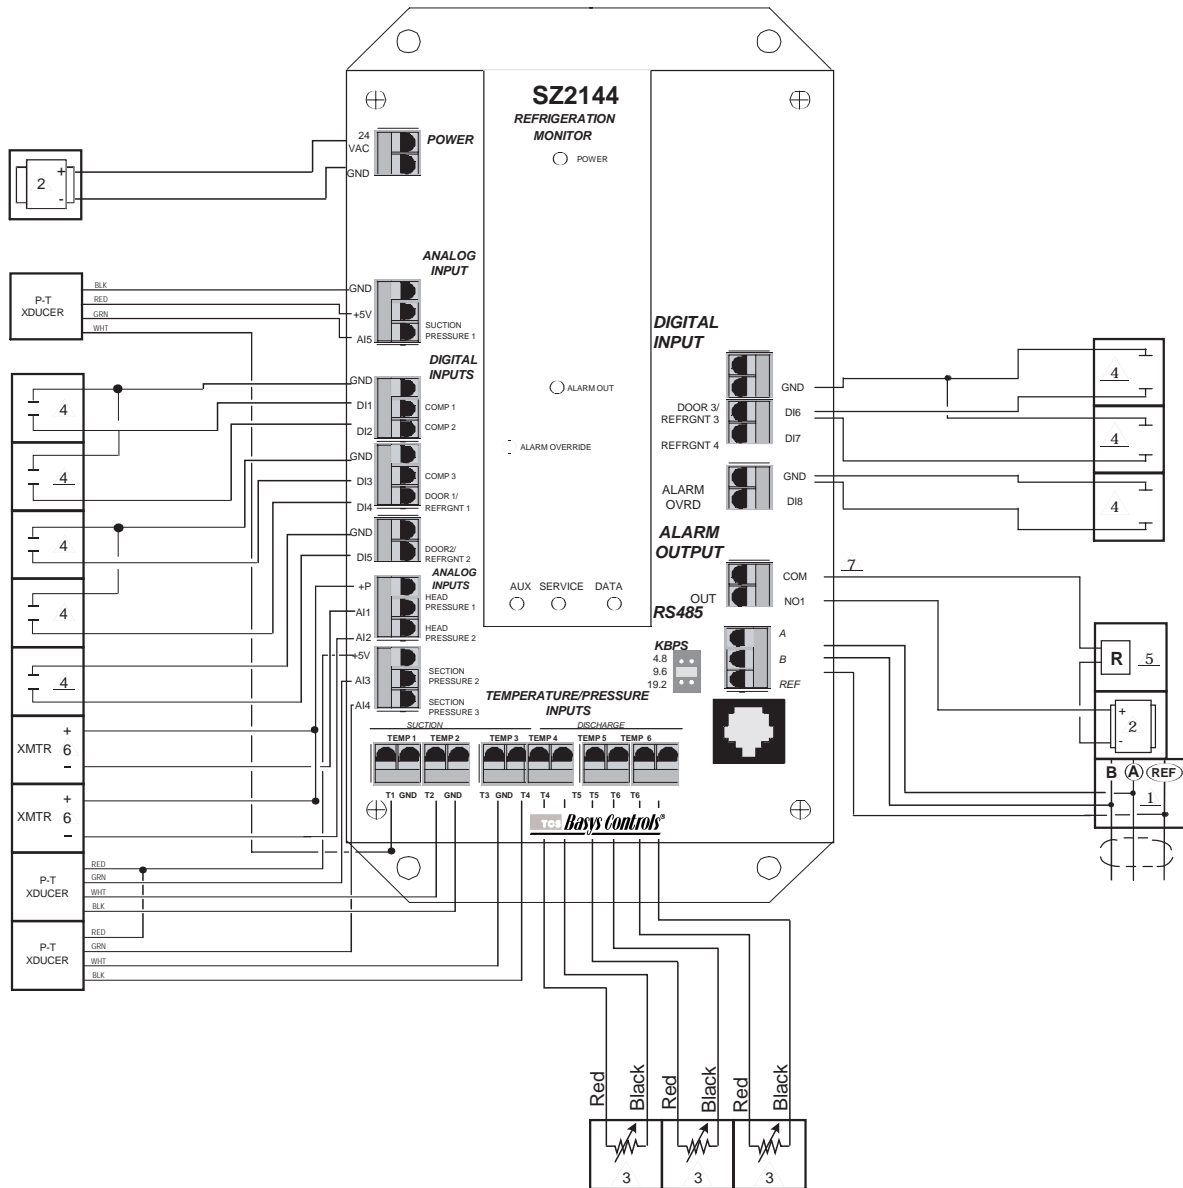 SZ2144
REFRIGERATION
MONITOR
POWER
24
VAC
GND
POWER
2
+
-
ANALOG
INPUT
P-T
XDUCER
BLK
RED
GRN
WHT
GND
+5V
AI5
SUCTION
PRESSURE 1
DIGITAL
INPUTS
GND
DI1
DI2
COMP 1
COMP 2
GND
DI3
DI4
COMP 3
DOOR 1/
REFRGNT 1
GND
DI5
DOOR2/
REFRGNT 2
4
4
4
4
4
ANALOG
INPUTS
+P
AI1
AI2
HEAD
PRESSURE 1
HEAD
PRESSURE 2
+5V
AI3
AI4
SECTION
PRESSURE 2
SECTION
PRESSURE 3
XMTR
+
6
-
XMTR
+
6
-
P-T
XDUCER
RED
GRN
WHT
BLK
P-T
XDUCER
RED
GRN
WHT
BLK
ALARM OUT
ALARM OVERRIDE
AUX SERVICE DATA
DIGITAL
INPUT
GND
DOOR 3/
REFRGNT 3
DI6
REFRGNT 4
DI7
GND
ALARM
OVRD
DI8
4
4
4
ALARM
OUTPUT
COM
7
OUT
NO1
RS485
A
B
REF
KBPS
4.8
9.6
19.2
R
5
+
2
-
B A REF
1
TEMPERATURE/PRESSURE
INPUTS
SUCTION
DISCHARGE
TEMP 1 TEMP 2 TEMP 3 TEMP 4 TEMP 5 TEMP 6
T1 GND T2 GND T3 GND T4 T4 T5 T5 T6 T6
TCS Basys Controls®
Red
Black
Red
Black
Red
Black
3
3
3